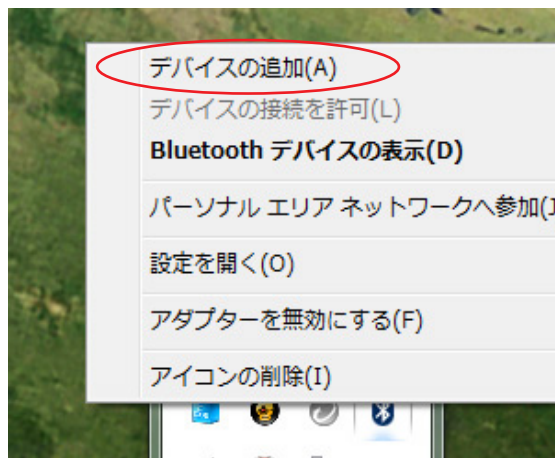 デバイスの追加(A)
デバイスの接続を許可(L)
Bluetooth デバイスの表示(D)
パーソナル エリア ネットワークへ参加(
設定を開く(O)
アダプターを無効にする(F)
アイコンの削除(I)